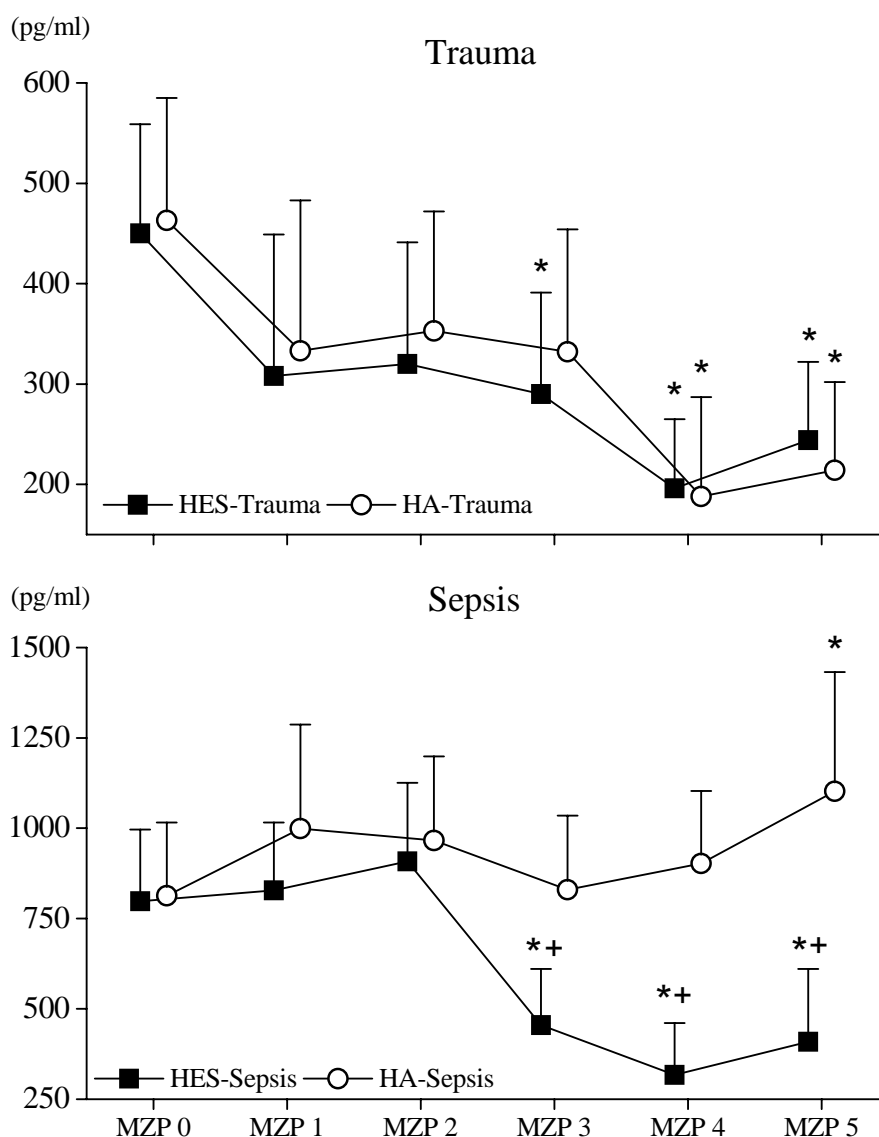 (pg/ml)
Trauma
600
500
400
300
200
*
* *
* *
HES-Trauma HA-Trauma
(pg/ml)
Sepsis
1500
1250
1000
750
500
250
*
*+
*+
*+
HES-Sepsis HA-Sepsis
MZP 0 MZP 1 MZP 2 MZP 3 MZP 4 MZP 5